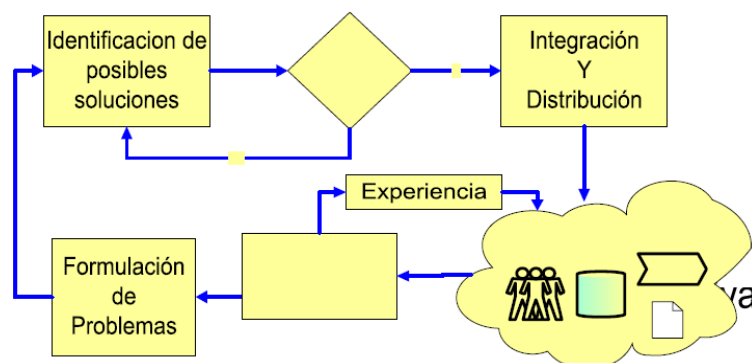 Identificacion de
posibles
soluciones
Integración
Y
Distribución
Experiencia
Formulación
de
Problemas